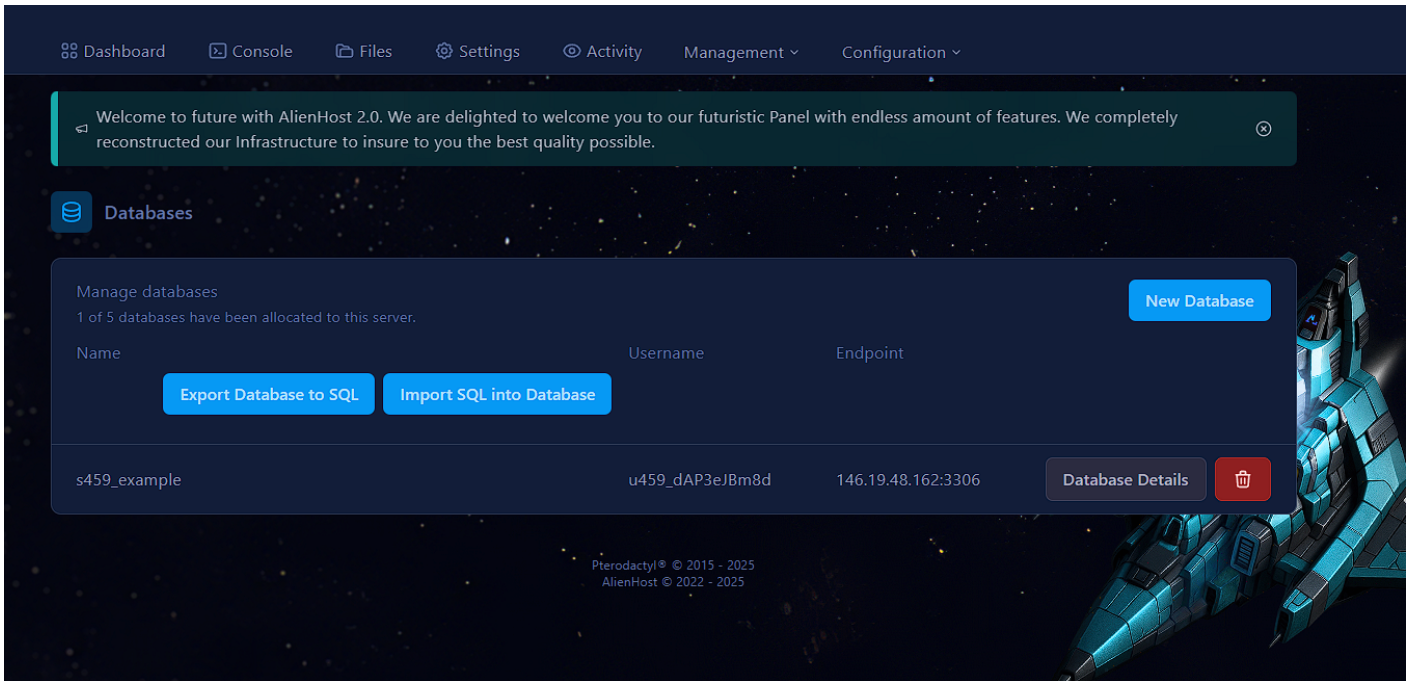 Dashboard Console Files Settings Activity Management Configuration
Welcome to future with AlienHost 2.0. We are delighted to welcome you to our futuristic Panel with endless amount of features. We completely
reconstructed our Infrastructure to insure to you the best quality possible.
Databases
Manage databases
1 of 5 databases have been allocated to this server.
New Database
Name Username Endpoint
Export Database to SQL Import SQL into Database
s459_example u459_dAP3eJBm8d 146.19.48.162:3306 Database Details
Pterodactyl® © 2015 - 2025
AlienHost © 2022 - 2025